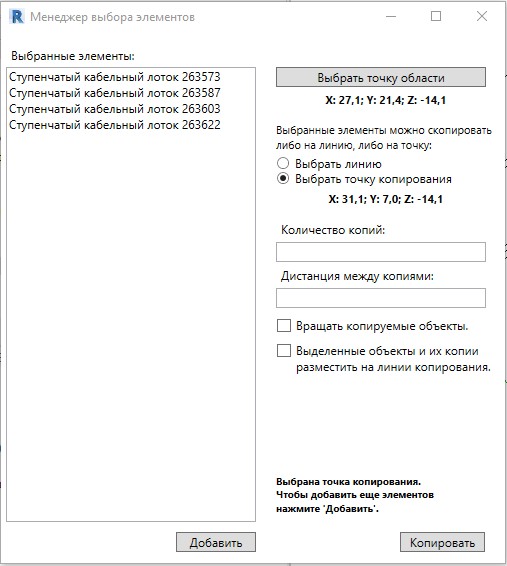 Менеджер выбора элементов
Выбранные элементы:
Ступенчатый кабельный лоток 263573
Ступенчатый кабельный лоток 263587
Ступенчатый кабельный лоток 263603
Ступенчатый кабельный лоток 263622
Добавить
Выбрать точку области
X: 27,1; Y: 21,4; Z: -14,1
Выбранные элементы можно скопировать
либо на линию, либо на точку:
Выбрать линию
Выбрать точку копирования
X: 31,1; Y: 7,0; Z: -14,1
Количество копий:
Дистанция между копиями:
Вращать копируемые объекты.
Выделенные объекты и их копии
разместить на линии копирования.
Выбрана точка копирования.
Чтобы добавить еще элементов
нажмите 'Добавить'.
Копировать